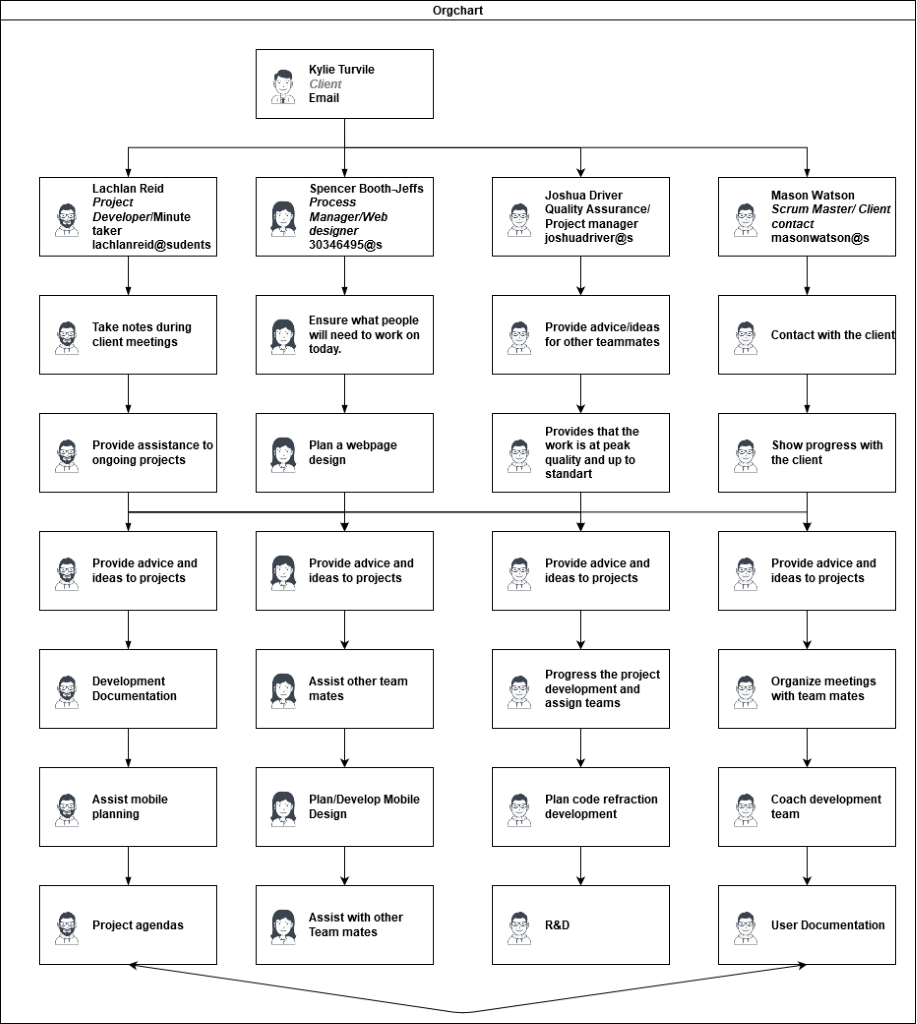 Orgchart
Kylie Turvile
Client
Email
Lachlan Reid
Project
Developer/Minute
taker
lachlanreid@sudents
Spencer Booth-Jeffs
Process
Manager/Web
designer
30346495@s
Joshua Driver
Quality Assurance/
Project manager
joshuadriver@s
Mason Watson
Scrum Master/ Client
contact
masonwatson@s
Take notes during
client meetings
Ensure what people
will need to work on
today.
Provide advice/ideas
for other teammates
Contact with the client
Provide assistance to
ongoing projects
Plan a webpage
design
Provides that the
work is at peak
quality and up to
standart
Show progress with
the client
Provide advice and
ideas to projects
Provide advice and
ideas to projects
Provide advice and
ideas to projects
Provide advice and
ideas to projects
Development
Documentation
Assist other team
mates
Progress the project
development and
assign teams
Organize meetings
with team mates
Assist mobile
planning
Plan/Develop Mobile
Design
Plan code refraction
development
Coach development
team
Project agendas
Assist with other
Team mates
R&D
User Documentation